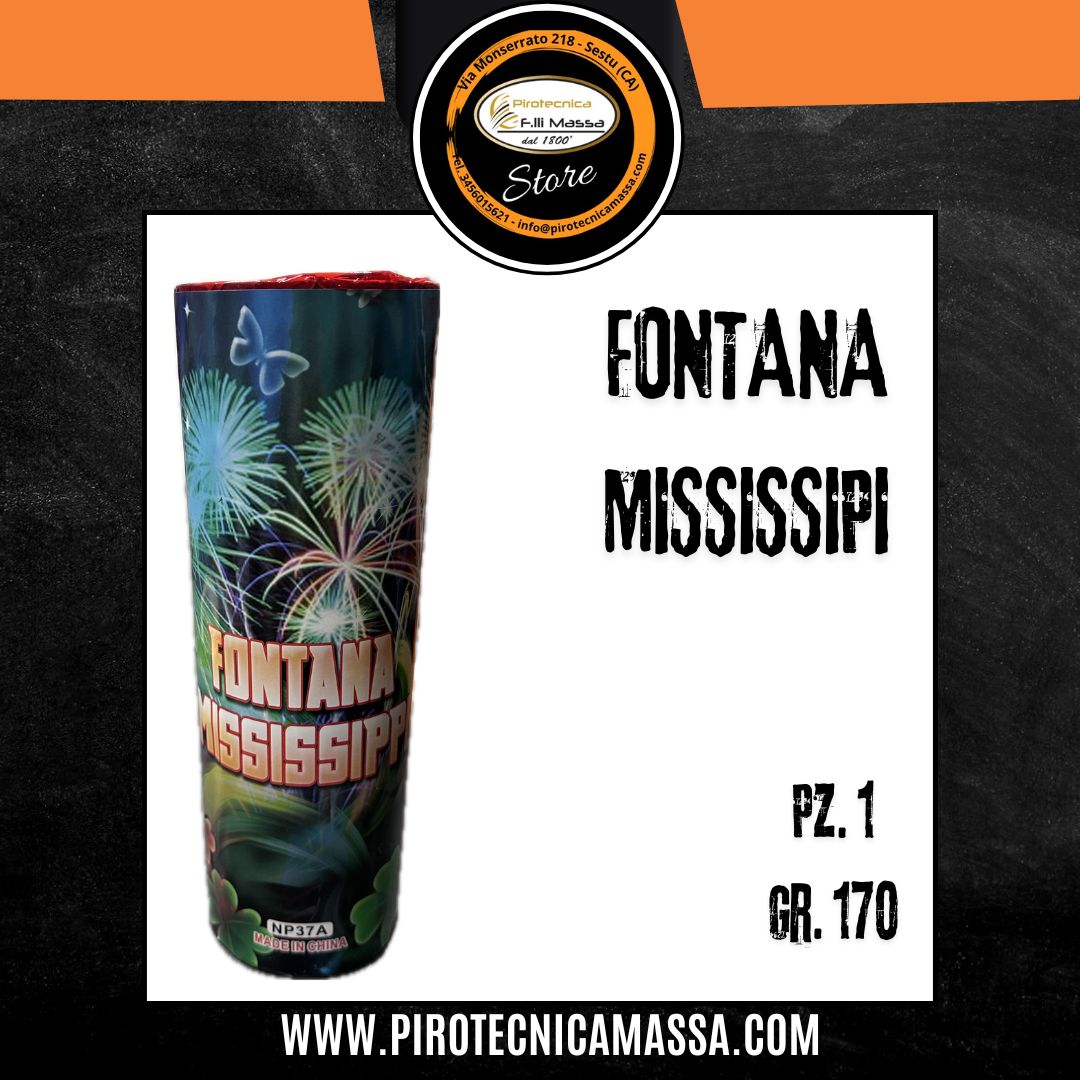 Via Monserrato 218 - Sestu (CA)
Pirotecnica
F.lli Massa
dal 1800'
Store
Tel. 3456015621 - info@pirotecnicamassa.com
FONTANA
MISSISSIPI
FONTANA
MISSISSIPPI
NP37A
MADE IN CHINA
PZ. 1
GR. 170
WWW.PIROTECNICAMASSA.COM